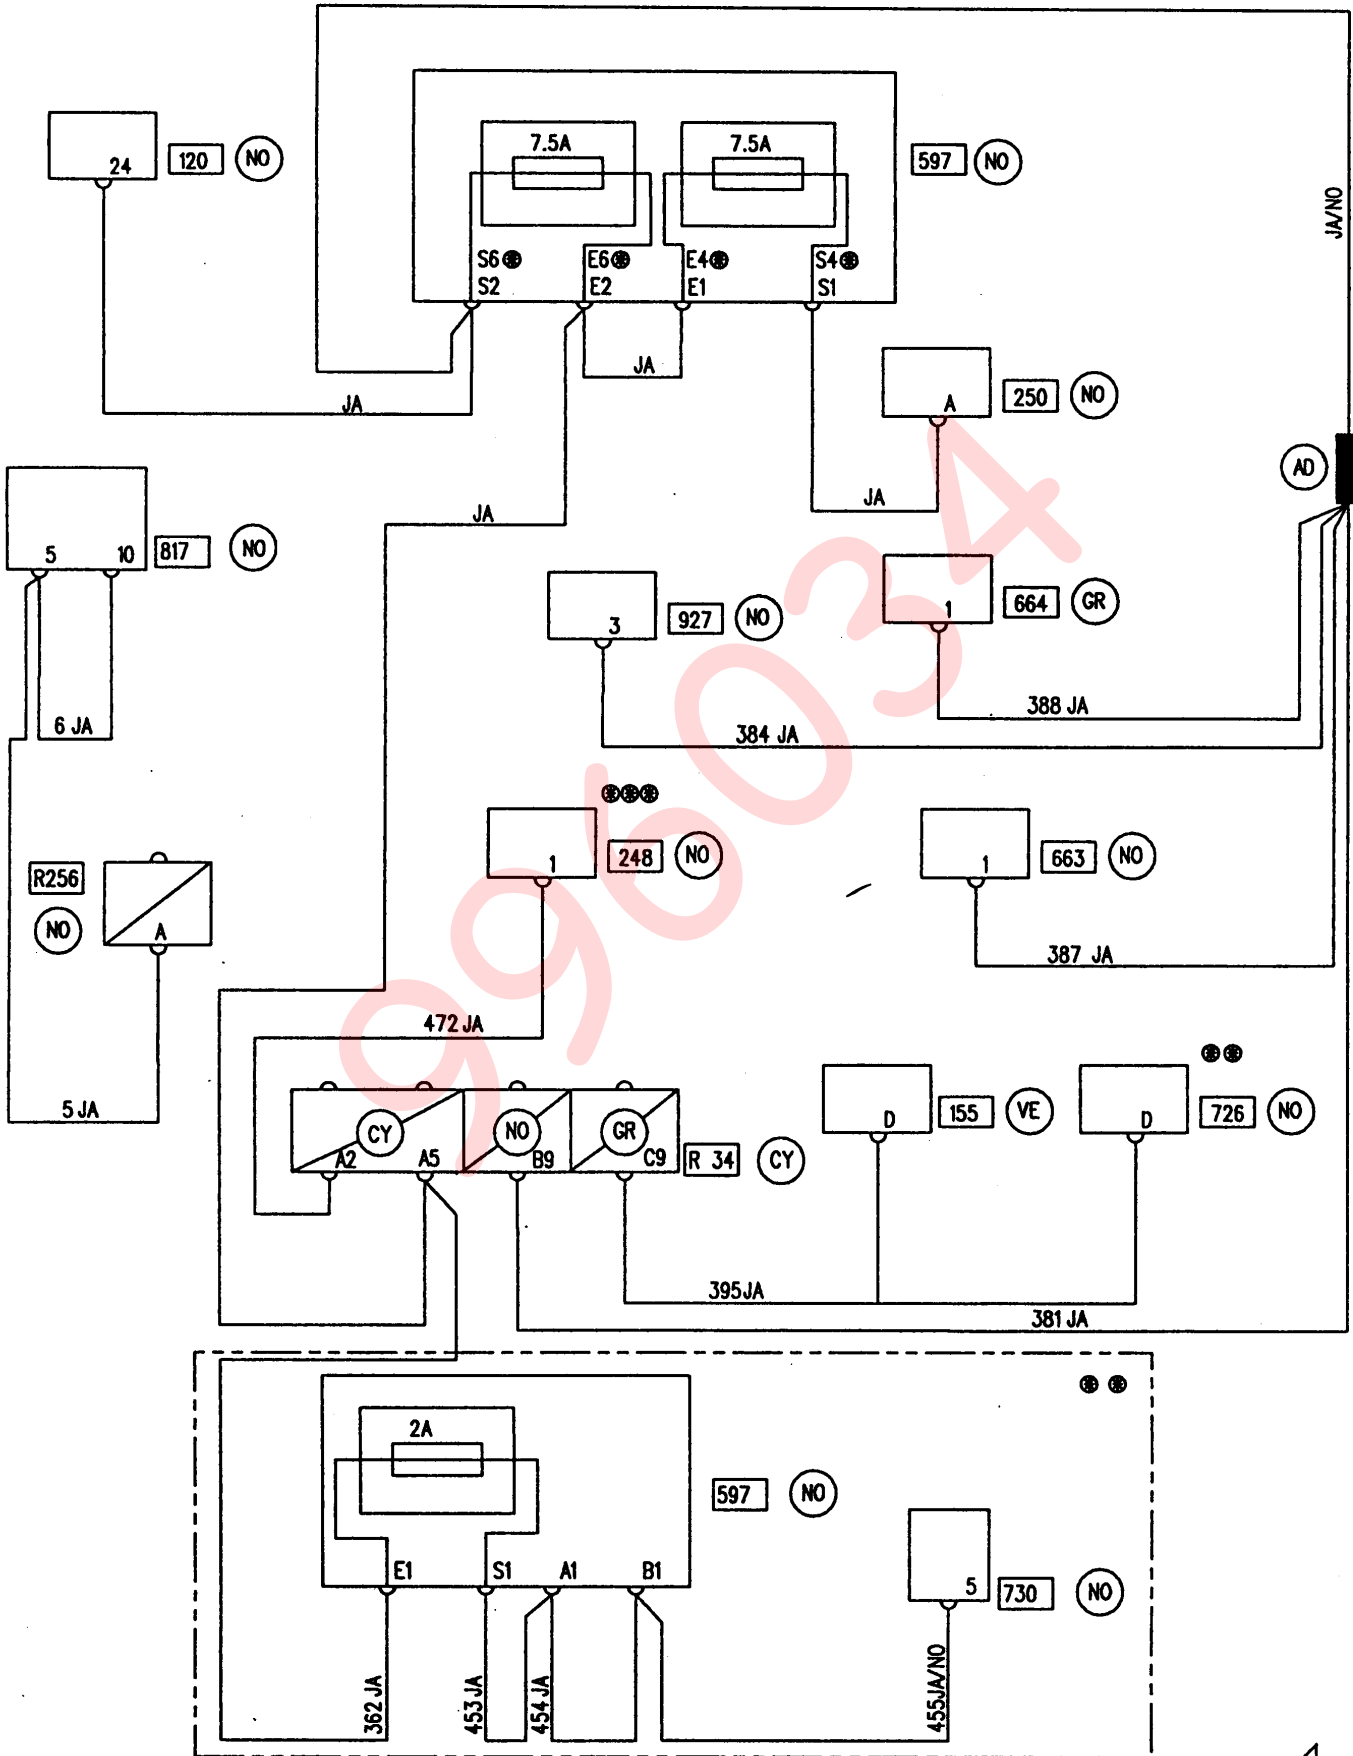 7.5A
7.5A
24
120
NO
597
NO
JA/NO
S6
E6
E4
S4
S2
E2
E1
S1
JA
JA
A
250
NO
AD
JA
JA
5
10
817
NO
3
927
NO
1
664
GR
388 JA
6 JA
384 JA
1
248
NO
1
663
NO
R256
NO
A
387 JA
472 JA
5 JA
CY
NO
GR
A2
A5
B9
C9
R 34
CY
D
155
VE
D
726
NO
395JA
381 JA
2A
597
NO
E1
S1
A1
B1
5
730
NO
362 JA
453 JA
454 JA
455JA/NO
996034